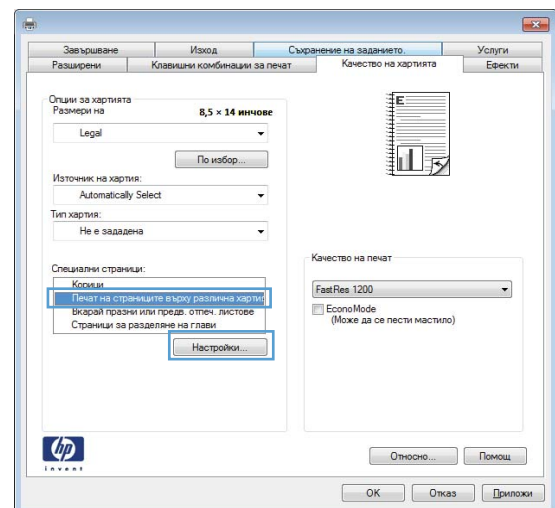 Завършване Изход Съхранение на заданието. Услуги
Разширени Клавишни комбинации за печат Качество на хартията Ефекти
Опции за хартията
Размери на 8,5 × 14 инчове
Legal
По избор...
Източник на хартия:
Automatically Select
Тип хартия:
Не е зададена
Специални страници:
Корици
Печат на страниците върху различна хартия
Вкарай празни или предв. отпеч. листове
Страници за разделяне на глави
Настройки...
E
Качество на печат
FastRes 1200
EconoMode
(Може да се пести мастило)
hp
invent
Относно... Помощ
OK Отказ Приложи